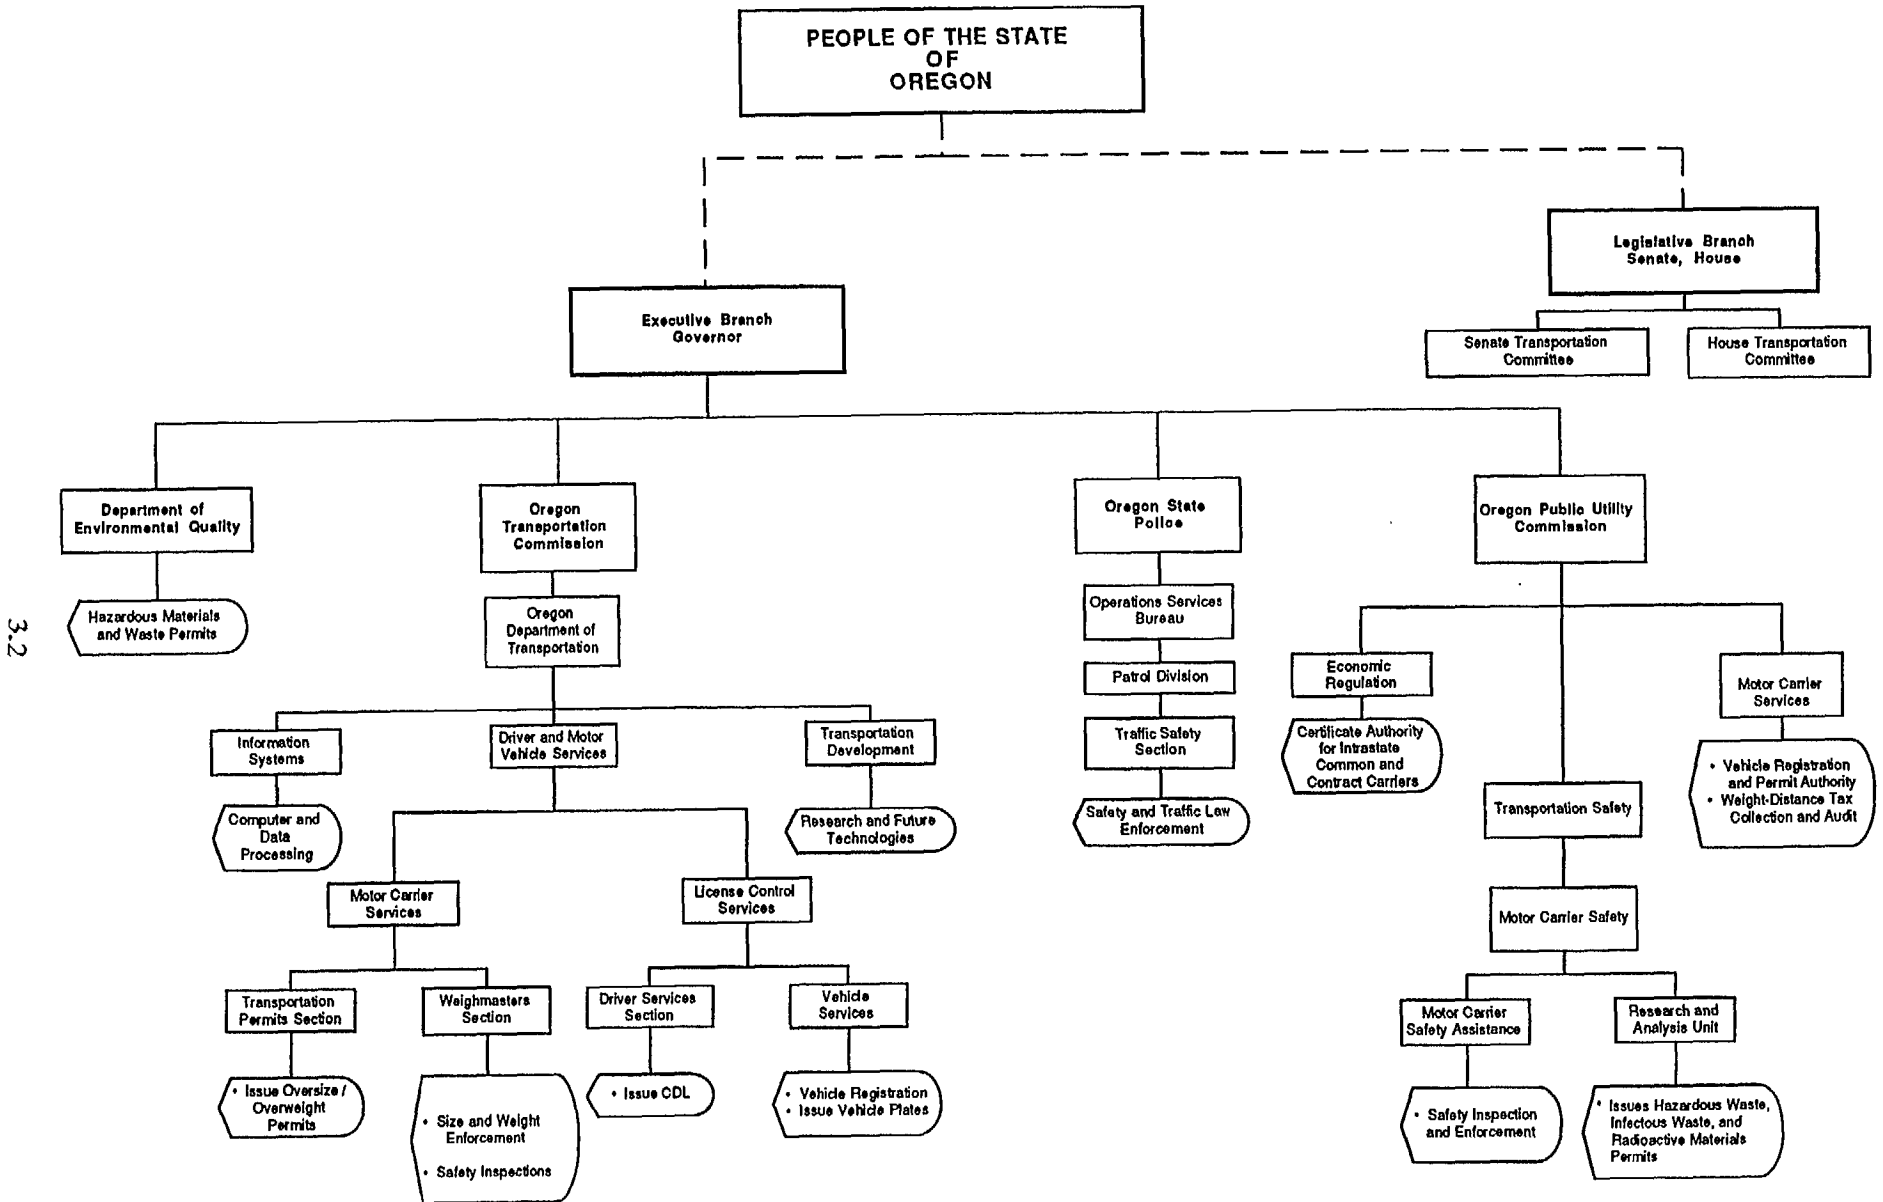 PEOPLE OF THE STATE
OF
OREGON
Legislative Branch
Senate, House
Executive Branch
Governor
Senate Transportation
Committee
House Transportation
Committee
Department of
Environmental Quality
Oregon
Transportation
Commission
Oregon State
Police
Oregon Public Utility
Commission
Hazardous Materials
and Waste Permits
Oregon
Department of
Transportation
Operations Services
Bureau
Patrol Division
Economic
Regulation
Motor Carrier
Services
3.2
Information
Systems
Driver and Motor
Vehicle Services
Transportation
Development
Traffic Safety
Section
Certificate Authority
for Intrastate
Common and
Contract Carriers
• Vehicle Registration
and Permit Authority
• Weight-Distance Tax
Collection and Audit
Computer and
Data
Processing
Research and Future
Technologies
Safety and Traffic Law
Enforcement
Transportation Safety
Motor Carrier
Services
License Control
Services
Motor Carrier Safety
Transportation
Permits Section
Weighmasters
Section
Driver Services
Section
Vehicle
Services
Motor Carrier
Safety Assistance
Research and
Analysis Unit
• Issue Oversize /
Overweight
Permits
• Size and Weight
Enforcement
• Safety Inspections
• Issue CDL
• Vehicle Registration
• Issue Vehicle Plates
• Safety Inspection
and Enforcement
• Issues Hazardous Waste,
Infectous Waste, and
Radioactive Materials
Permits